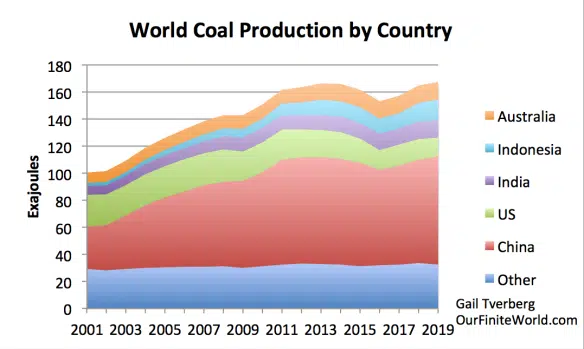 World Coal Production by Country
180
160
140
120
100
80
60
40
20
0
Exajoules
2001 2003 2005 2007 2009 2011 2013 2015 2017 2019
Australia
Indonesia
India
US
China
Other
Gail Tverberg
OurFiniteWorld.com